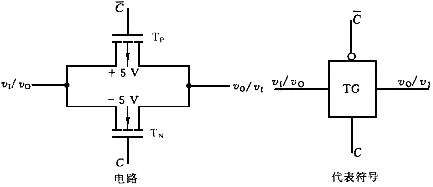 C̅
T_P
+ 5 V
v_I/v_O
v_O/v_I
− 5 V
T_N
C
电路
C̅
v_I/v_O
TG
v_O/v_I
C
代表符号